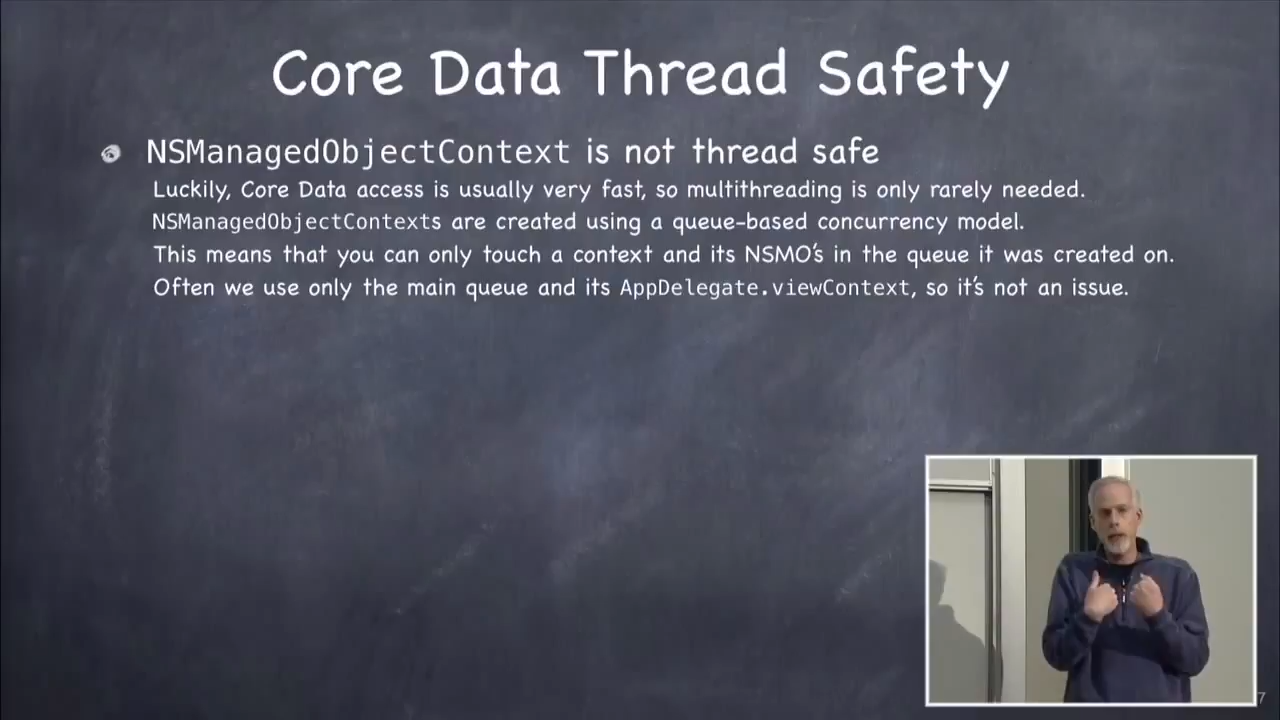 Core Data Thread Safety
NSManagedObjectContext is not thread safe
Luckily, Core Data access is usually very fast, so multithreading is only rarely needed.
NSManagedObjectContexts are created using a queue-based concurrency model.
This means that you can only touch a context and its NSMO's in the queue it was created on.
Often we use only the main queue and its AppDelegate.viewContext, so it's not an issue.
7